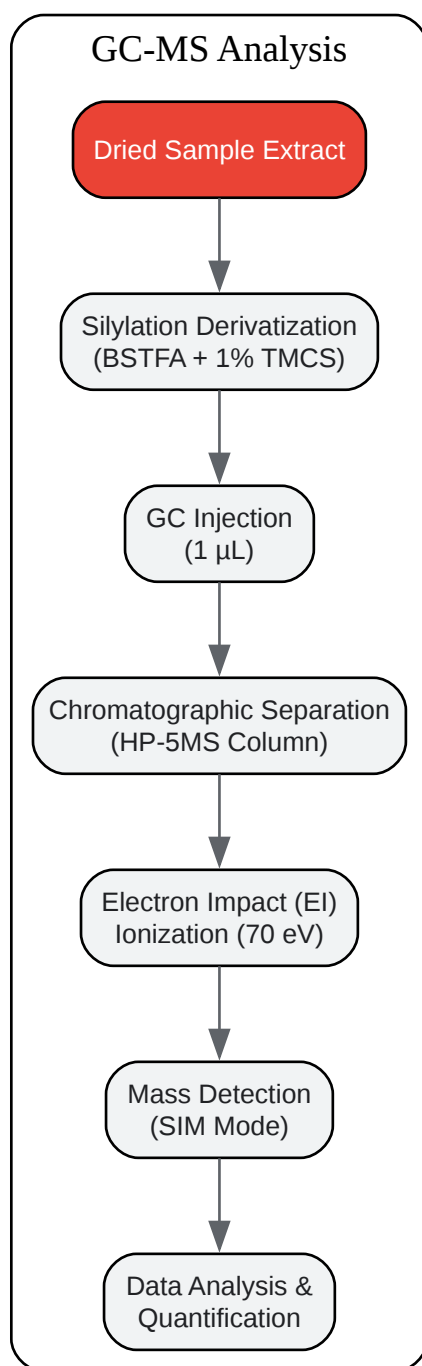 GC-MS Analysis
Dried Sample Extract
Silylation Derivatization
(BSTFA + 1% TMCS)
GC Injection
(1 µL)
Chromatographic Separation
(HP-5MS Column)
Electron Impact (EI)
Ionization (70 eV)
Mass Detection
(SIM Mode)
Data Analysis &
Quantification